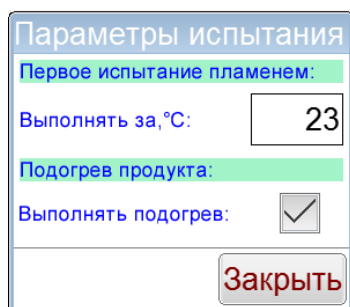 Параметры испытания
Первое испытание пламенем:
Выполнять за,°C: 23
Подогрев продукта:
Выполнять подогрев:
Закрыть